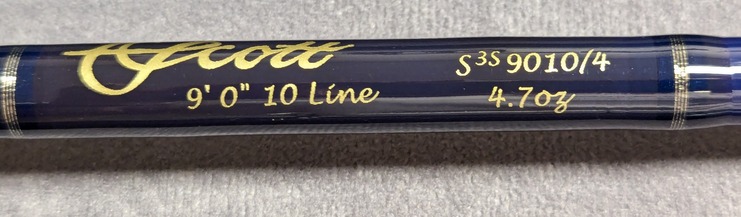 Scott
S3S 9010/4
9' 0" 10 Line
4.7oz